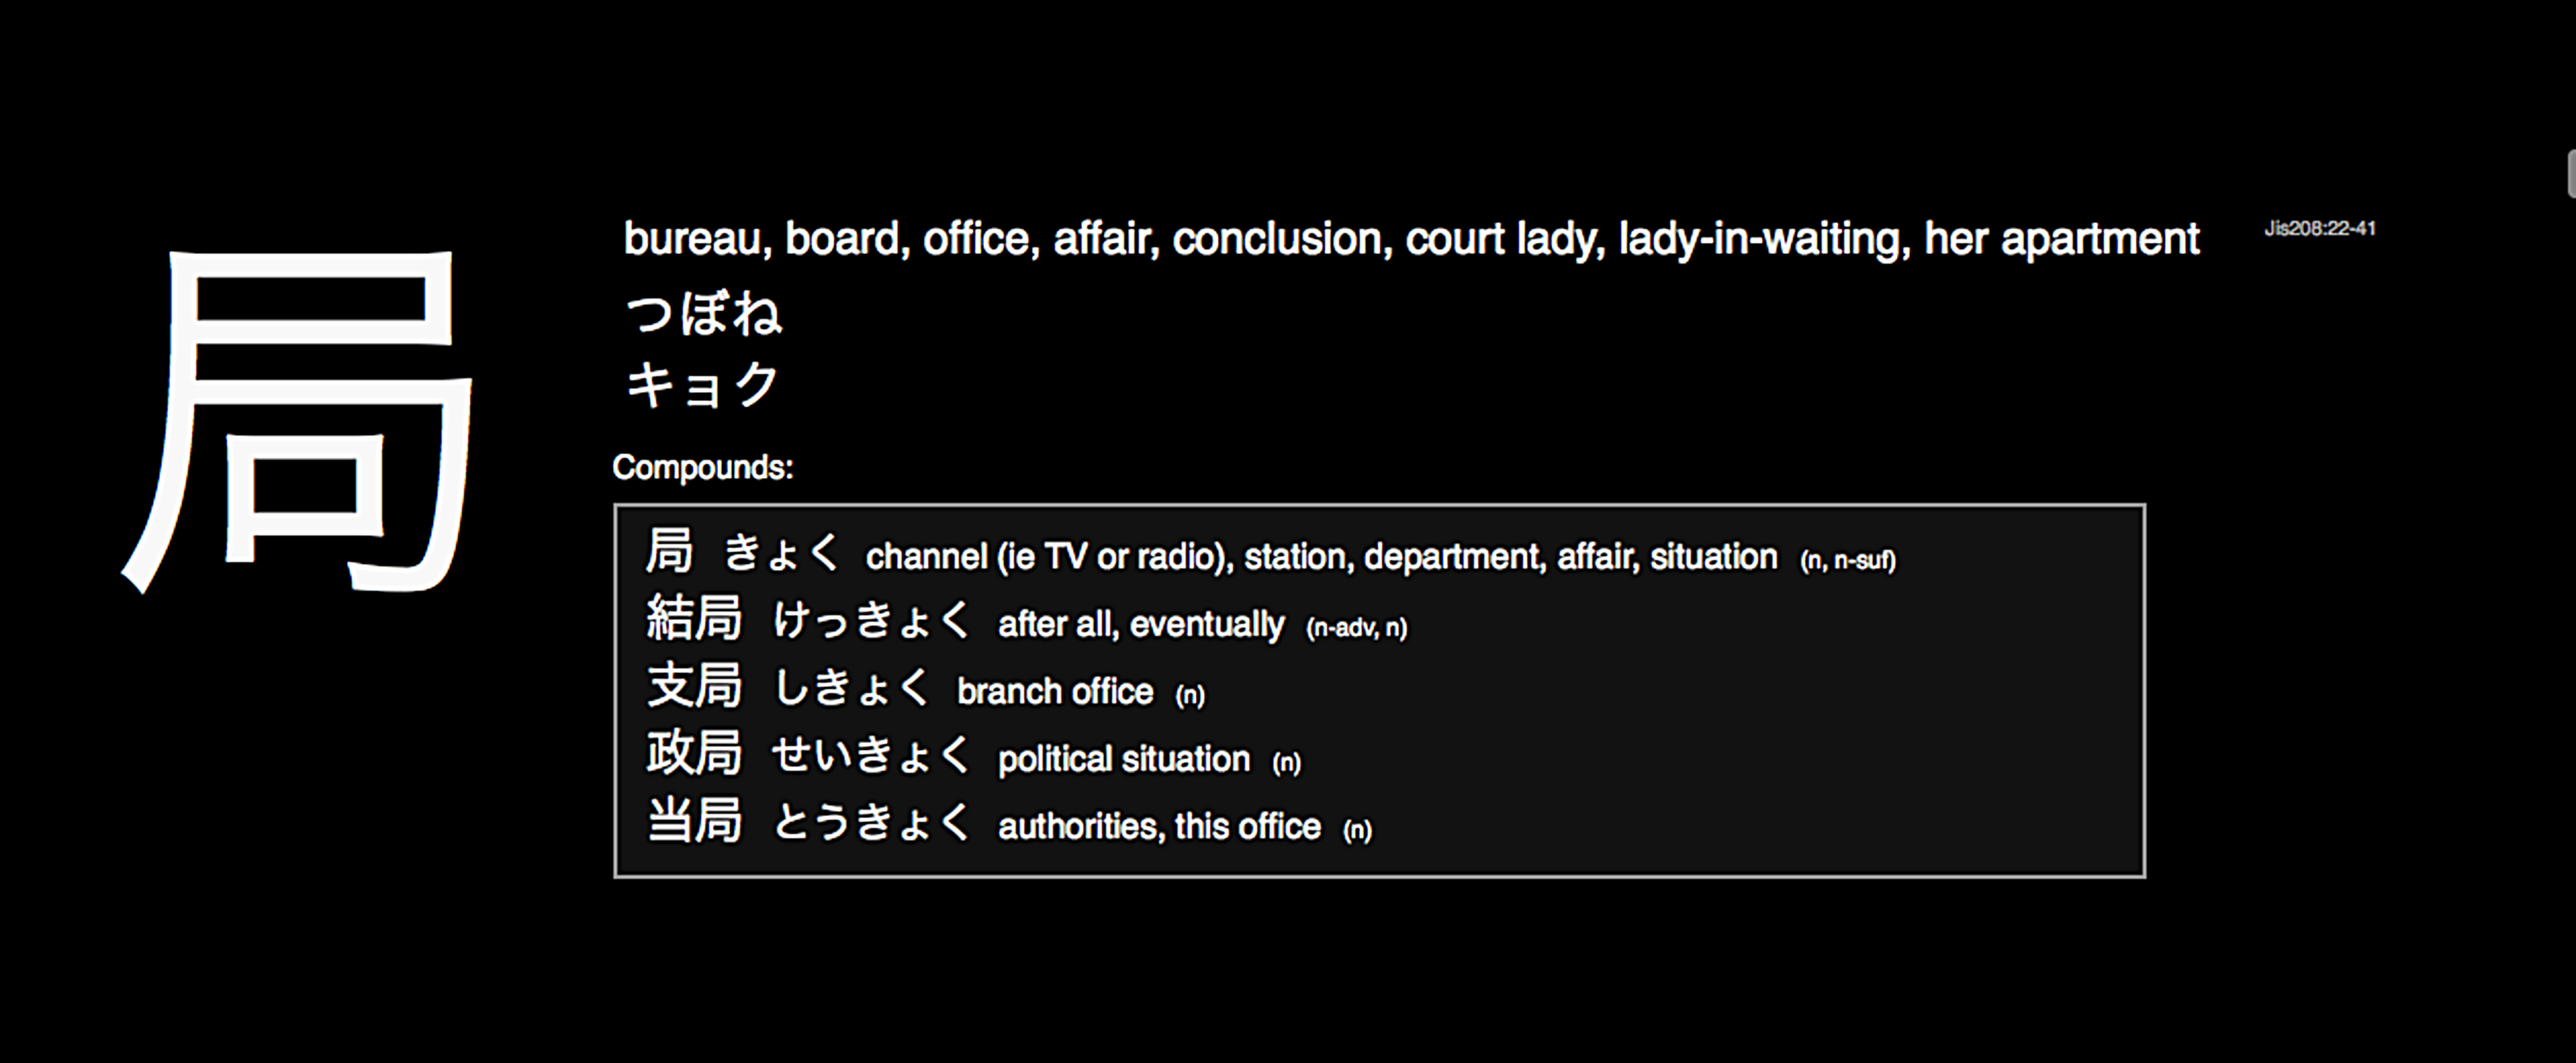 局
bureau, board, office, affair, conclusion, court lady, lady-in-waiting, her apartment
Jis208:22-41
つぼね
キョク
Compounds:
局 きょく channel (ie TV or radio), station, department, affair, situation (n, n-suf)
結局 けっきょく after all, eventually (n-adv, n)
支局 しきょく branch office (n)
政局 せいきょく political situation (n)
当局 とうきょく authorities, this office (n)